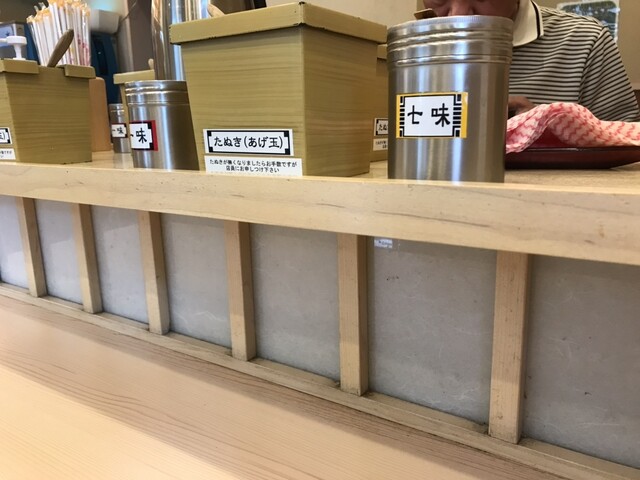 七味
たぬき(あげ玉)
たぬきが無くなりましたらお手数ですが
店員にお申しつけ下さい
一味
味